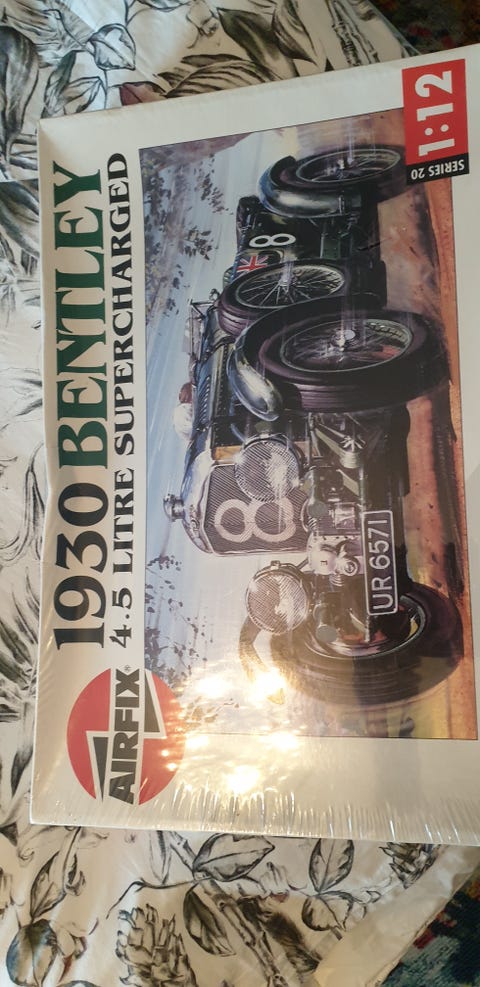 AIRFIX®
1930 BENTLEY
4·5 LITRE SUPERCHARGED
1:12
SERIES 20
8
8
UR 6571